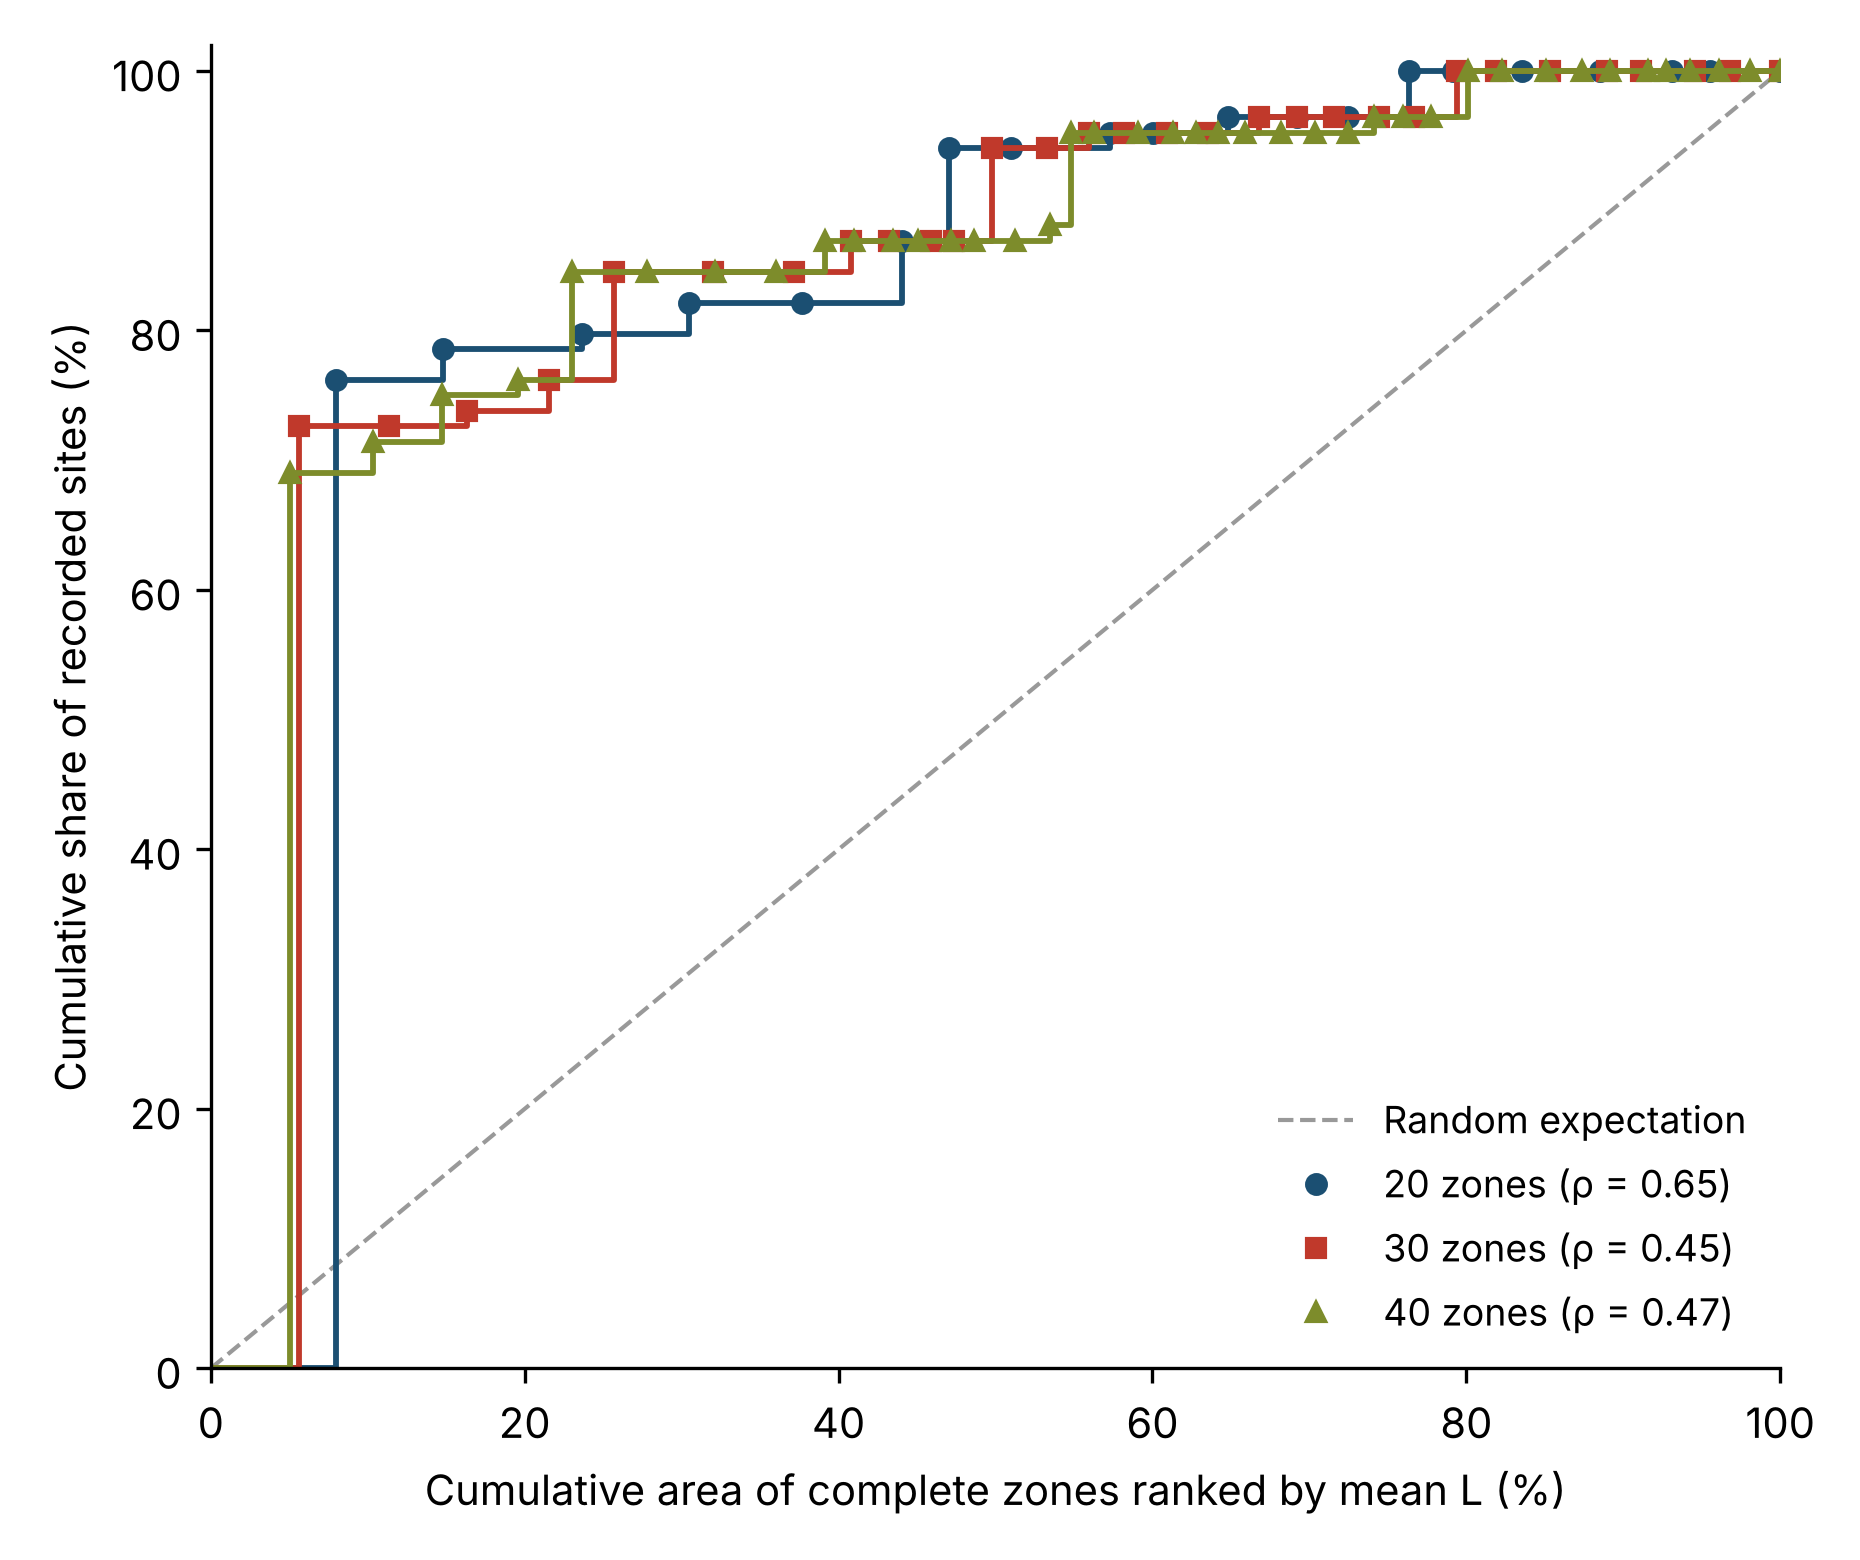 Cumulative share of recorded sites (%)
100
80
60
40
20
0
0 20 40 60 80 100
Cumulative area of complete zones ranked by mean L (%)
Random expectation
20 zones (ρ = 0.65)
30 zones (ρ = 0.45)
40 zones (ρ = 0.47)